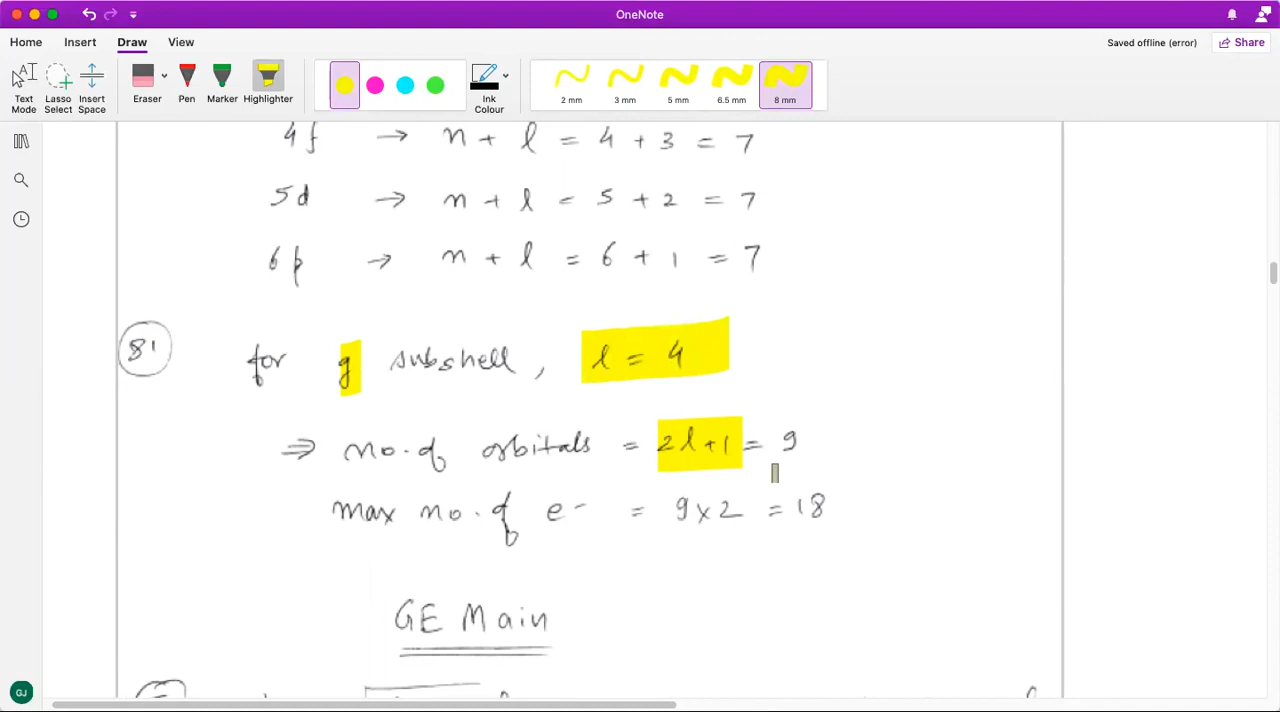 OneNote
Home Insert Draw View
Saved offline (error) Share
Text Mode Lasso Select Insert Space Eraser Pen Marker Highlighter Ink Colour 2 mm 3 mm 5 mm 6.5 mm 8 mm
4f → n + l = 4 + 3 = 7
5d → n + l = 5 + 2 = 7
6p → n + l = 6 + 1 = 7
81 for g subshell, l = 4
⇒ no. of orbitals = 2l+1 = 9
max no. of e- = 9 x 2 = 18
GE Main
GJ